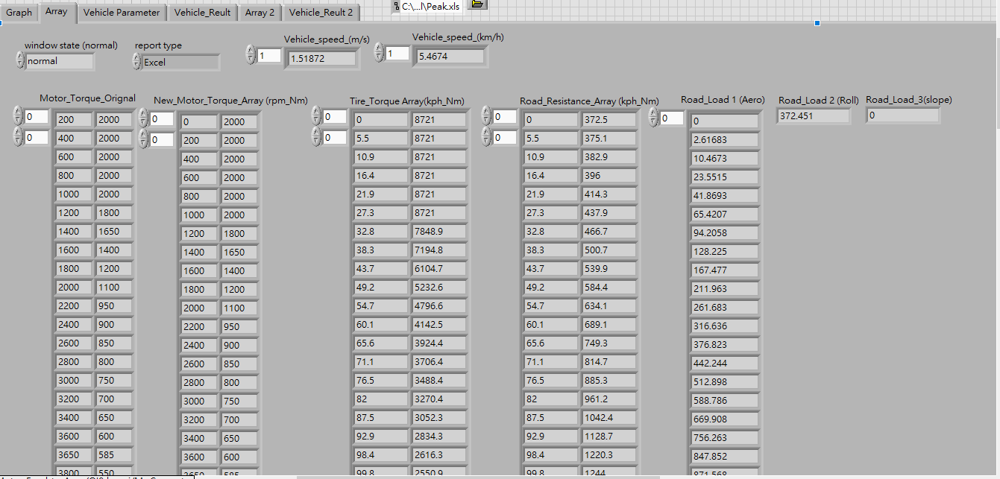 C:\...l\Peak.xls
Graph Array Vehicle Parameter Vehicle_Reult Array 2 Vehicle_Reult 2
window state (normal) report type Vehicle_speed_(m/s) Vehicle_speed_(km/h)
normal Excel 1 1.51872 1 5.4674
Motor_Torque_Orignal New_Motor_Torque_Array (rpm_Nm) Tire_Torque Array(kph_Nm) Road_Resistance_Array (kph_Nm) Road_Load 1 (Aero) Road_Load 2 (Roll) Road_Load_3(slope)
0 200 2000 0 0 2000 0 0 8721 0 0 372.5 0 0 372.451 0
0 400 2000 0 200 2000 0 5.5 8721 0 5.5 375.1 2.61683
600 2000 400 2000 10.9 8721 10.9 382.9 10.4673
800 2000 600 2000 16.4 8721 16.4 396 23.5515
1000 2000 800 2000 21.9 8721 21.9 414.3 41.8693
1200 1800 1000 2000 27.3 8721 27.3 437.9 65.4207
1400 1650 1200 1800 32.8 7848.9 32.8 466.7 94.2058
1600 1400 1400 1650 38.3 7194.8 38.3 500.7 128.225
1800 1200 1600 1400 43.7 6104.7 43.7 539.9 167.477
2000 1100 1800 1200 49.2 5232.6 49.2 584.4 211.963
2200 950 2000 1100 54.7 4796.6 54.7 634.1 261.683
2400 900 2200 950 60.1 4142.5 60.1 689.1 316.636
2600 850 2400 900 65.6 3924.4 65.6 749.3 376.823
2800 800 2600 850 71.1 3706.4 71.1 814.7 442.244
3000 750 2800 800 76.5 3488.4 76.5 885.3 512.898
3200 700 3000 750 82 3270.4 82 961.2 588.786
3400 650 3200 700 87.5 3052.3 87.5 1042.4 669.908
3600 600 3400 650 92.9 2834.3 92.9 1128.7 756.263
3650 585 3600 600 98.4 2616.3 98.4 1220.3 847.852
3800 550 3650 585 99.8 2550.9 99.8 1244 871.568